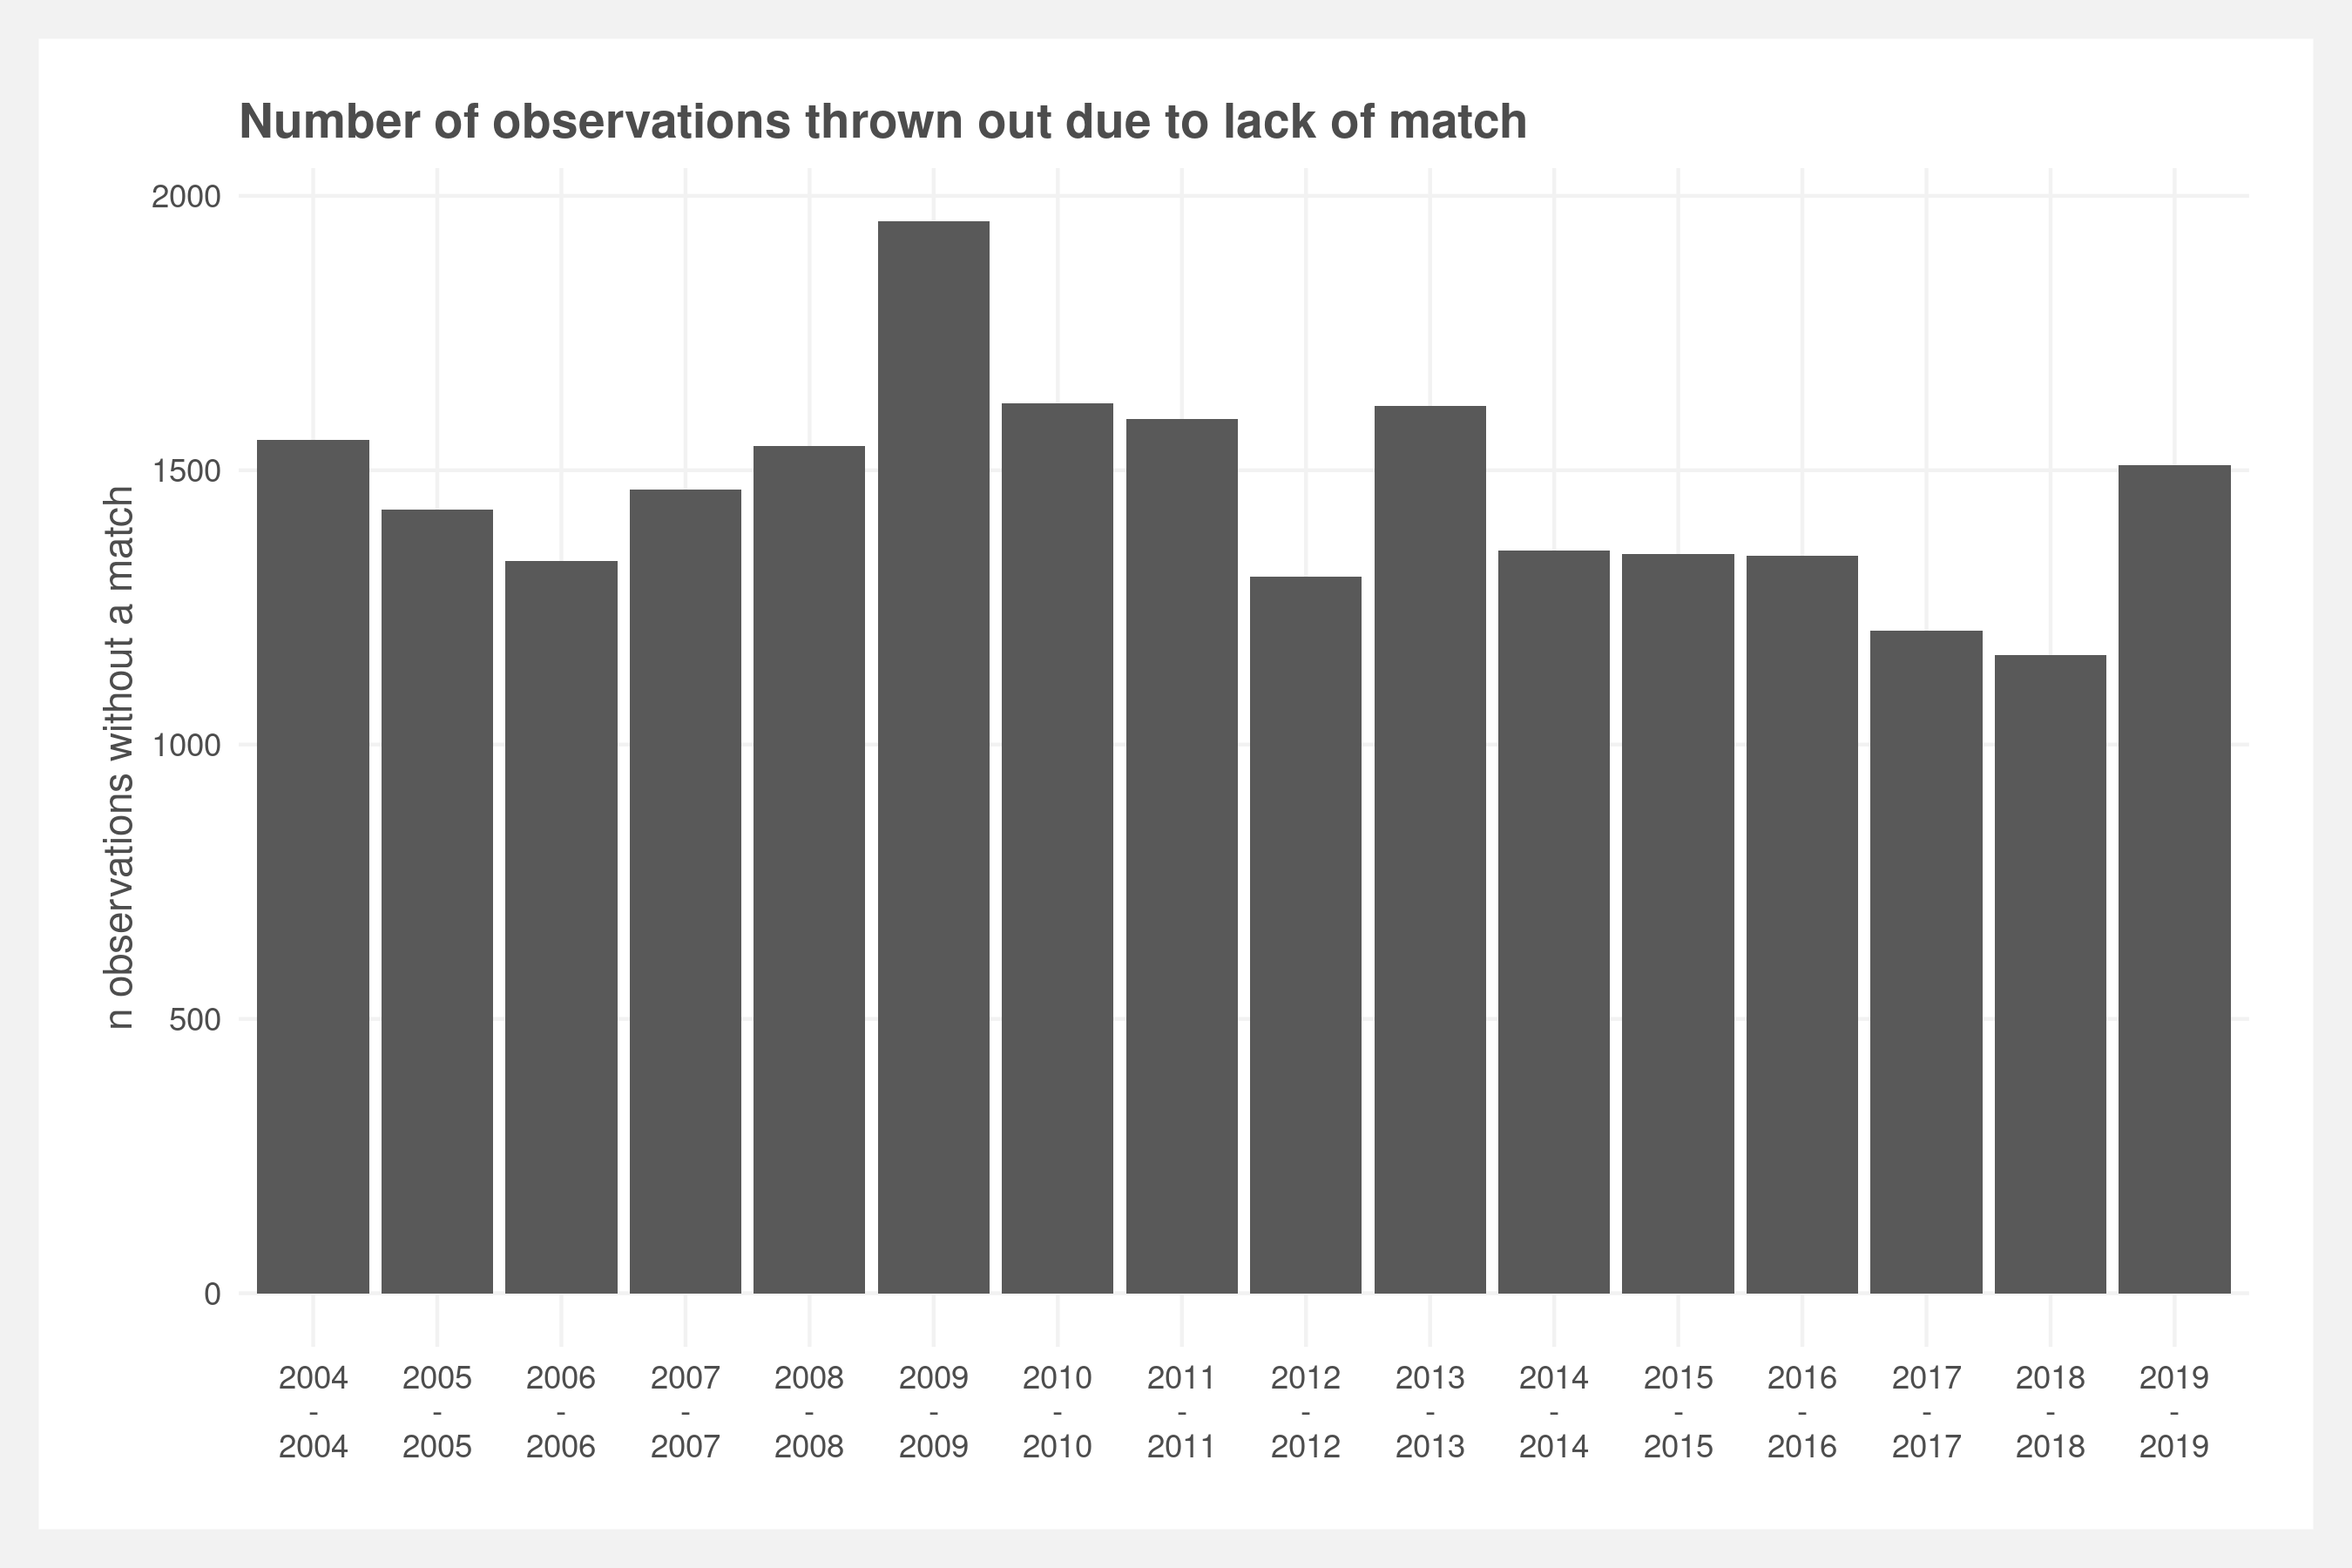 Number of observations thrown out due to lack of match
n observations without a match
2000
1500
1000
500
0
2004 2005 2006 2007 2008 2009 2010 2011 2012 2013 2014 2015 2016 2017 2018 2019
- - - - - - - - - - - - - - - -
2004 2005 2006 2007 2008 2009 2010 2011 2012 2013 2014 2015 2016 2017 2018 2019